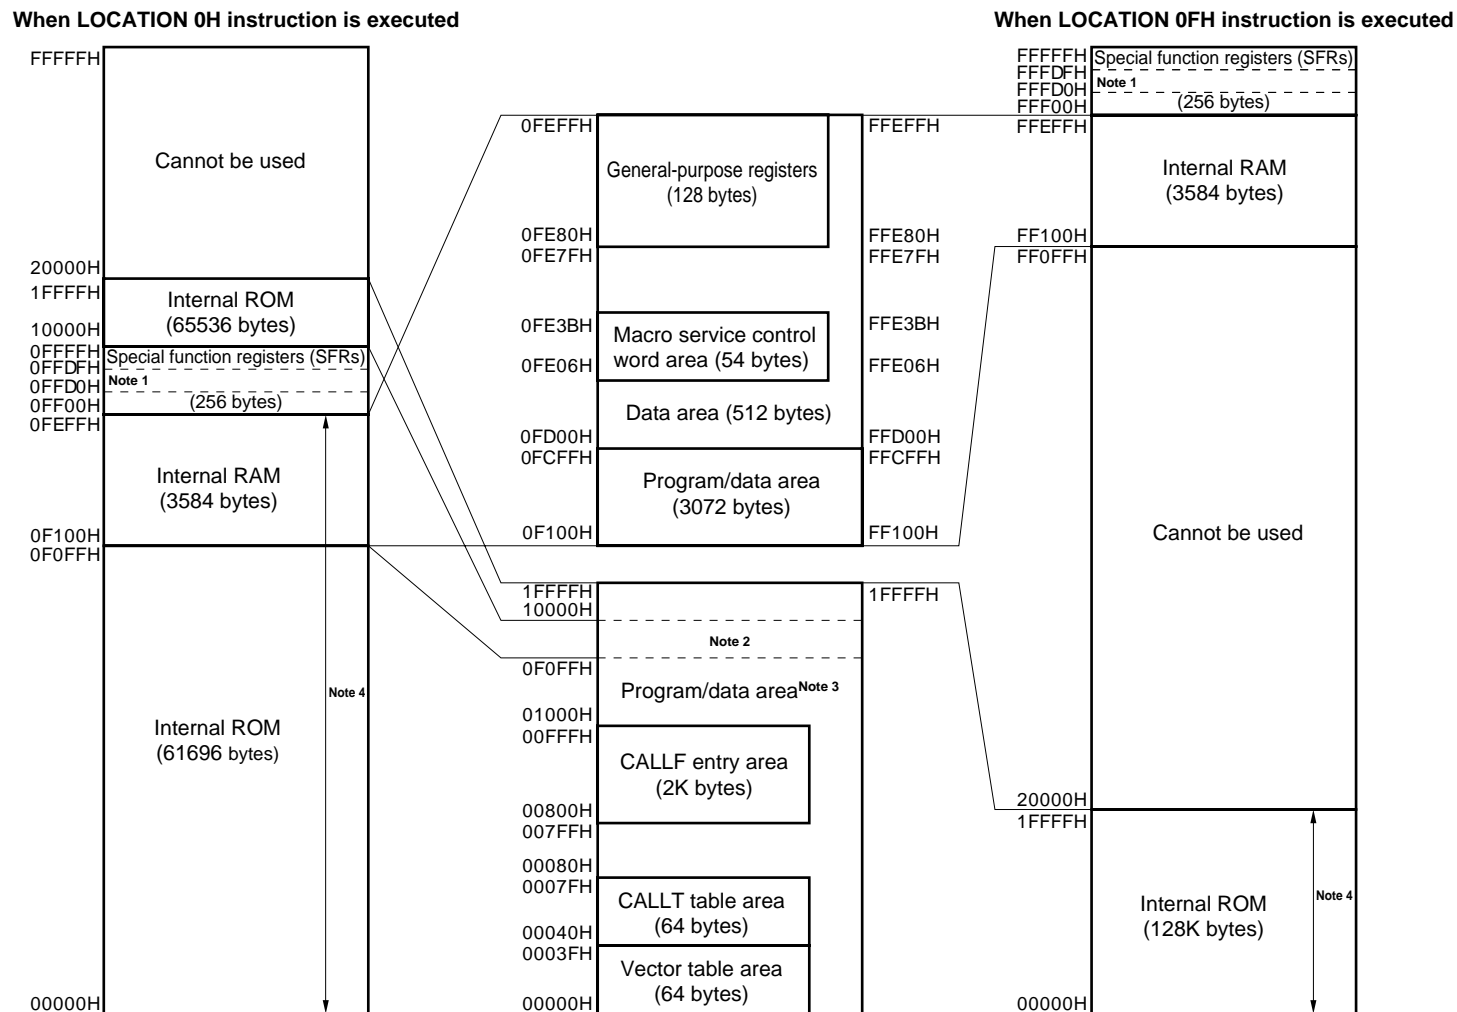 When LOCATION 0H instruction is executed
When LOCATION 0FH instruction is executed
FFFFFH
Cannot be used
20000H
1FFFFH
Internal ROM
(65536 bytes)
10000H
0FFFFH
Special function registers (SFRs)
0FFDFH
Note 1
0FFD0H
(256 bytes)
0FF00H
0FEFFH
Internal RAM
(3584 bytes)
0F100H
0F0FFH
Note 4
Internal ROM
(61696 bytes)
00000H
0FEFFH
FFEFFH
General-purpose registers
(128 bytes)
0FE80H
FFE80H
0FE7FH
FFE7FH
0FE3BH
FFE3BH
Macro service control
word area (54 bytes)
0FE06H
FFE06H
Data area (512 bytes)
0FD00H
FFD00H
0FCFFH
FFCFFH
Program/data area
(3072 bytes)
0F100H
FF100H
1FFFFH
1FFFFH
10000H
Note 2
0F0FFH
Program/data area Note 3
01000H
00FFFH
CALLF entry area
(2K bytes)
00800H
007FFH
00080H
0007FH
CALLT table area
(64 bytes)
00040H
0003FH
Vector table area
(64 bytes)
00000H
FFFFFH
Special function registers (SFRs)
FFFDFH
Note 1
FFFD0H
(256 bytes)
FFF00H
FFEFFH
Internal RAM
(3584 bytes)
FF100H
FF0FFH
Cannot be used
20000H
1FFFFH
Note 4
Internal ROM
(128K bytes)
00000H